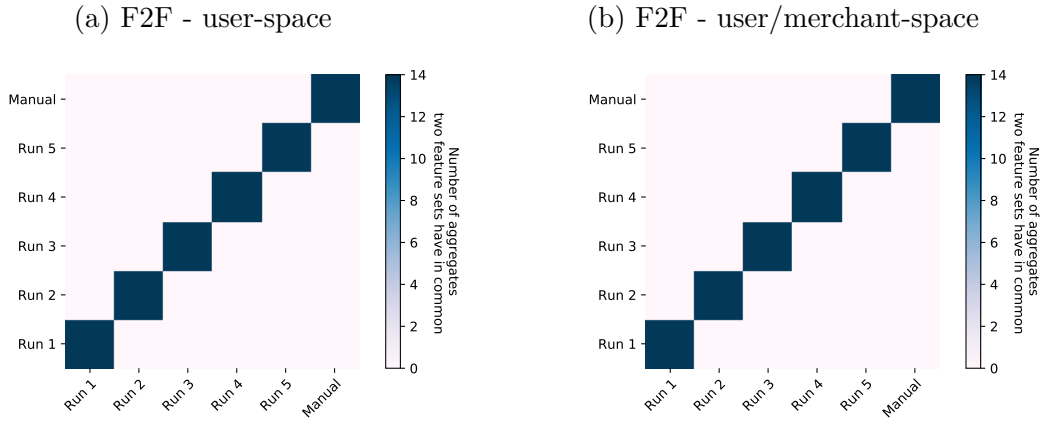 (a) F2F - user-space
Manual
Run 5
Run 4
Run 3
Run 2
Run 1
Run 1
Run 2
Run 3
Run 4
Run 5
Manual
14
12
10
8
6
4
2
0
Number of aggregates
two feature sets have in common
(b) F2F - user/merchant-space
Manual
Run 5
Run 4
Run 3
Run 2
Run 1
Run 1
Run 2
Run 3
Run 4
Run 5
Manual
14
12
10
8
6
4
2
0
Number of aggregates
two feature sets have in common